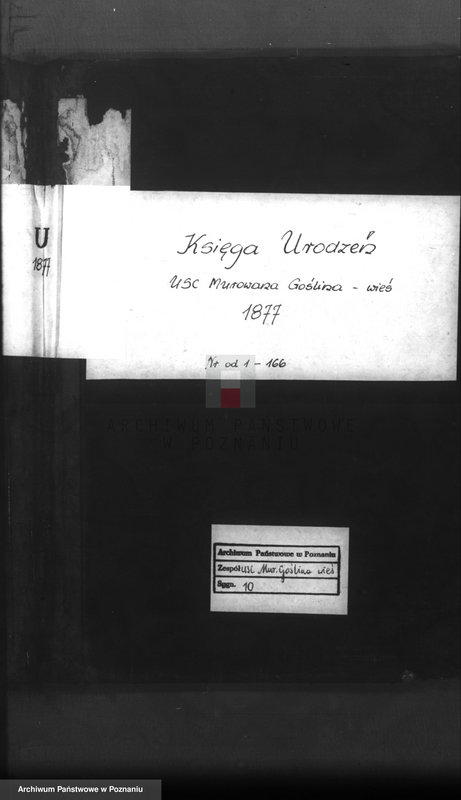 U
1877
Księga Urodzeń
USC Murowana Goślina - wieś
1877
Nr od 1 - 166
ARCHIWUM PAŃSTWOWE
W POZNANIU
Archiwum Państwowe w Poznaniu
Zespół USC Mur. Goślina wieś
Sygn. 10
Archiwum Państwowe w Poznaniu